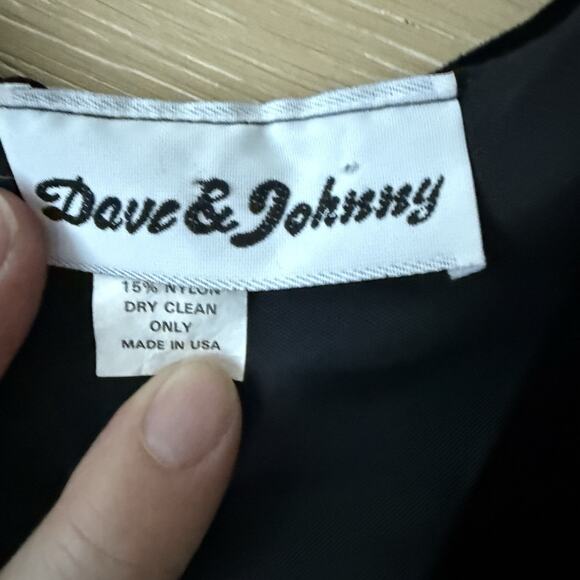 Dave & Johnny
15% NYLON
DRY CLEAN
ONLY
MADE IN USA